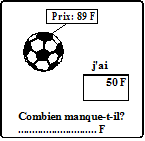 Prix: 89 F
j'ai
50 F
Combien manque-t-il?
............................ F